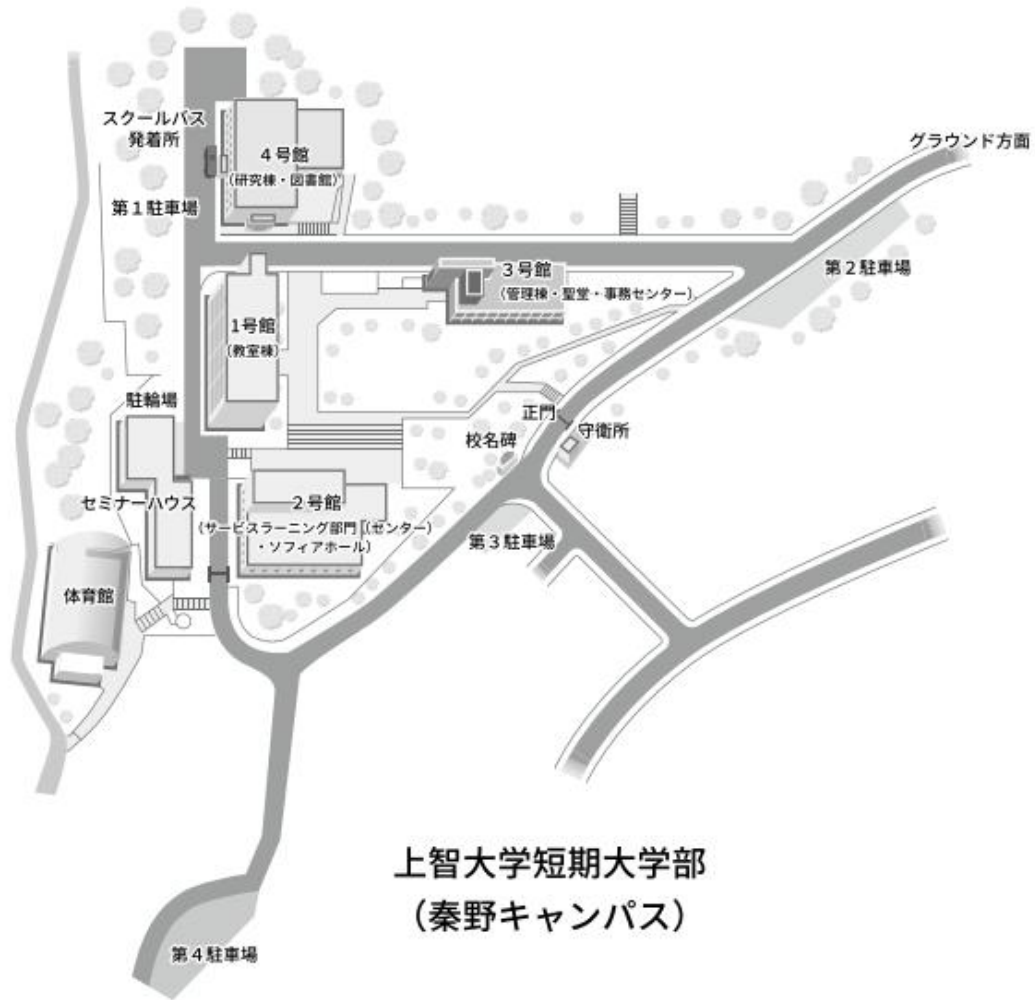 スクールバス
発着所
４号館
（研究棟・図書館）
グラウンド方面
第１駐車場
３号館
（管理棟・聖堂・事務センター）
第２駐車場
１号館
（教室棟）
駐輪場
正門
守衛所
校名碑
セミナーハウス
２号館
（サービスラーニング部門（センター）
・ソフィアホール）
第３駐車場
体育館
上智大学短期大学部
（秦野キャンパス）
第４駐車場